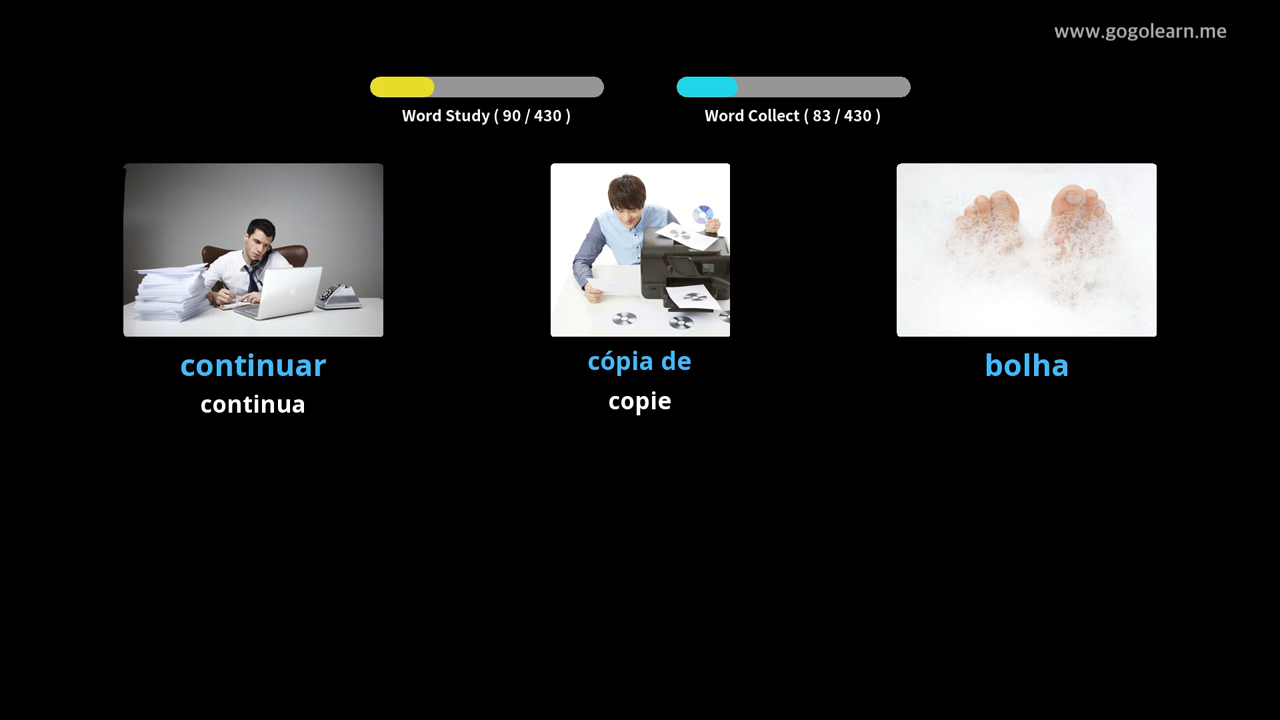 www.gogolearn.me
Word Study ( 90 / 430 )
Word Collect ( 83 / 430 )
continuar
continua
cópia de
copie
bolha